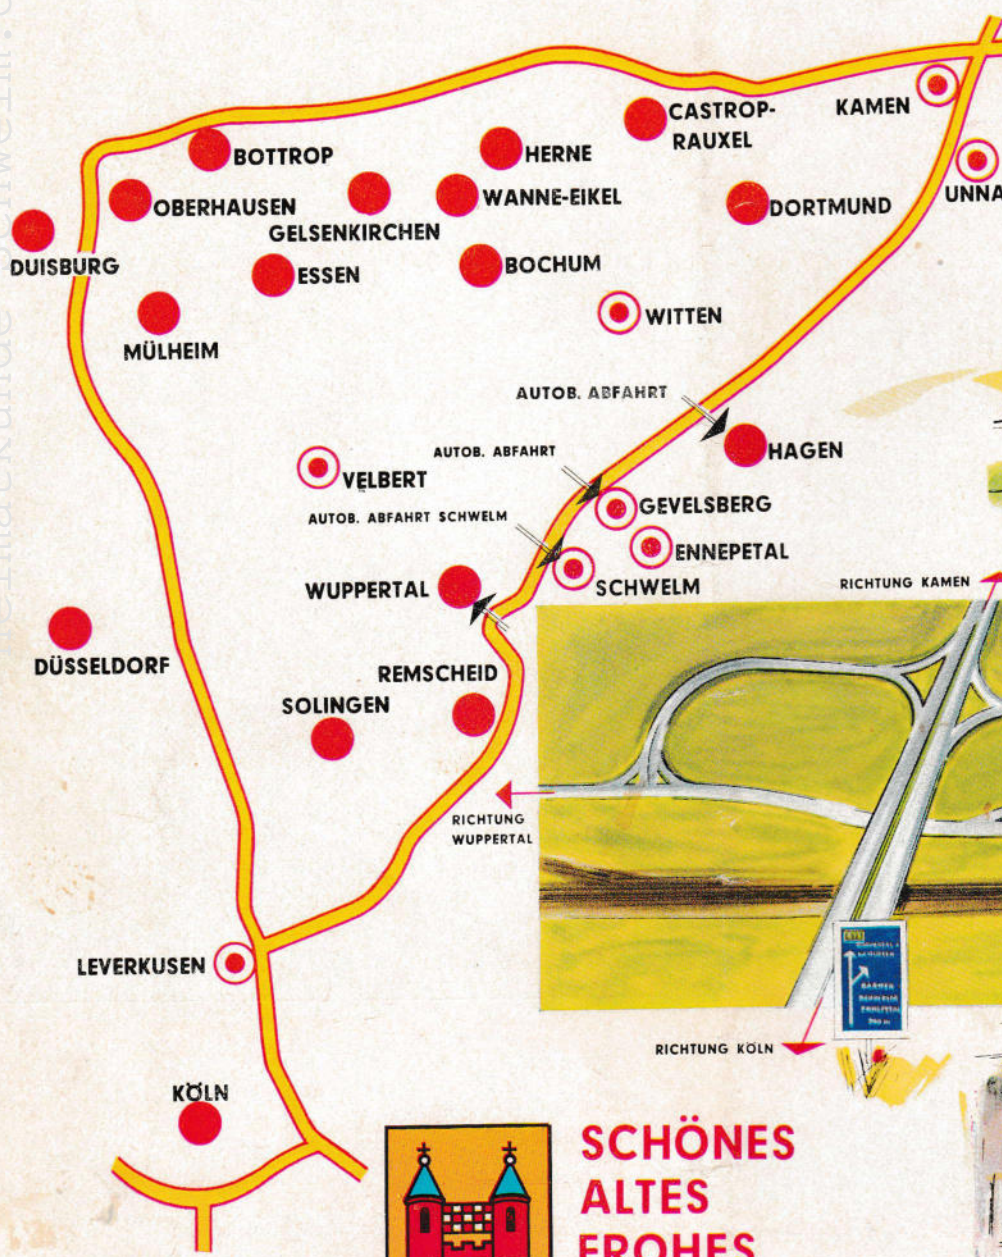 KAMEN
CASTROP-
RAUXEL
UNNA
BOTTROP
HERNE
OBERHAUSEN
WANNE-EIKEL
DORTMUND
GELSENKIRCHEN
DUISBURG
ESSEN
BOCHUM
WITTEN
MÜLHEIM
AUTOB. ABFAHRT
HAGEN
AUTOB. ABFAHRT
VELBERT
GEVELSBERG
AUTOB. ABFAHRT SCHWELM
ENNEPETAL
WUPPERTAL
SCHWELM
RICHTUNG KAMEN
DÜSSELDORF
REMSCHEID
SOLINGEN
RICHTUNG
WUPPERTAL
LEVERKUSEN
BARMEN
RICHTUNG KÖLN
KÖLN
SCHÖNES
ALTES
FROHES